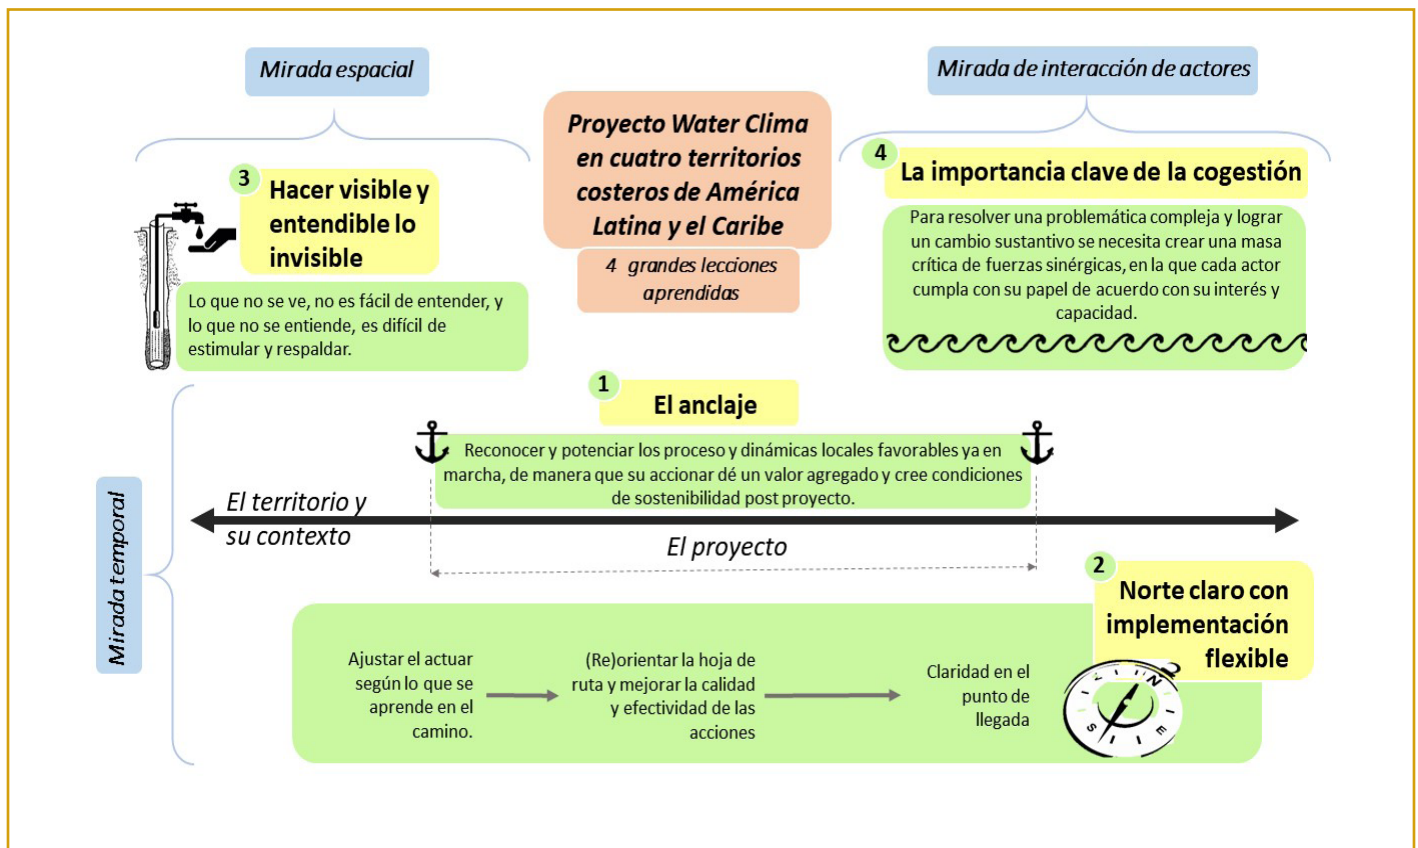 Mirada espacial
Mirada de interacción de actores
Proyecto Water Clima
en cuatro territorios
costeros de América
Latina y el Caribe
4 grandes lecciones
aprendidas
3
Hacer visible y
entendible lo
invisible
Lo que no se ve, no es fácil de entender, y
lo que no se entiende, es difícil de
estimular y respaldar.
4
La importancia clave de la cogestión
Para resolver una problemática compleja y lograr
un cambio sustantivo se necesita crear una masa
crítica de fuerzas sinérgicas, en la que cada actor
cumpla con su papel de acuerdo con su interés y
capacidad.
Mirada temporal
1
El anclaje
Reconocer y potenciar los proceso y dinámicas locales favorables ya en
marcha, de manera que su accionar dé un valor agregado y cree condiciones
de sostenibilidad post proyecto.
El territorio y
su contexto
El proyecto
2
Norte claro con
implementación
flexible
Ajustar el actuar
según lo que se
aprende en el
camino.
(Re)orientar la hoja de
ruta y mejorar la calidad
y efectividad de las
acciones
Claridad en el
punto de
llegada
N
E
S